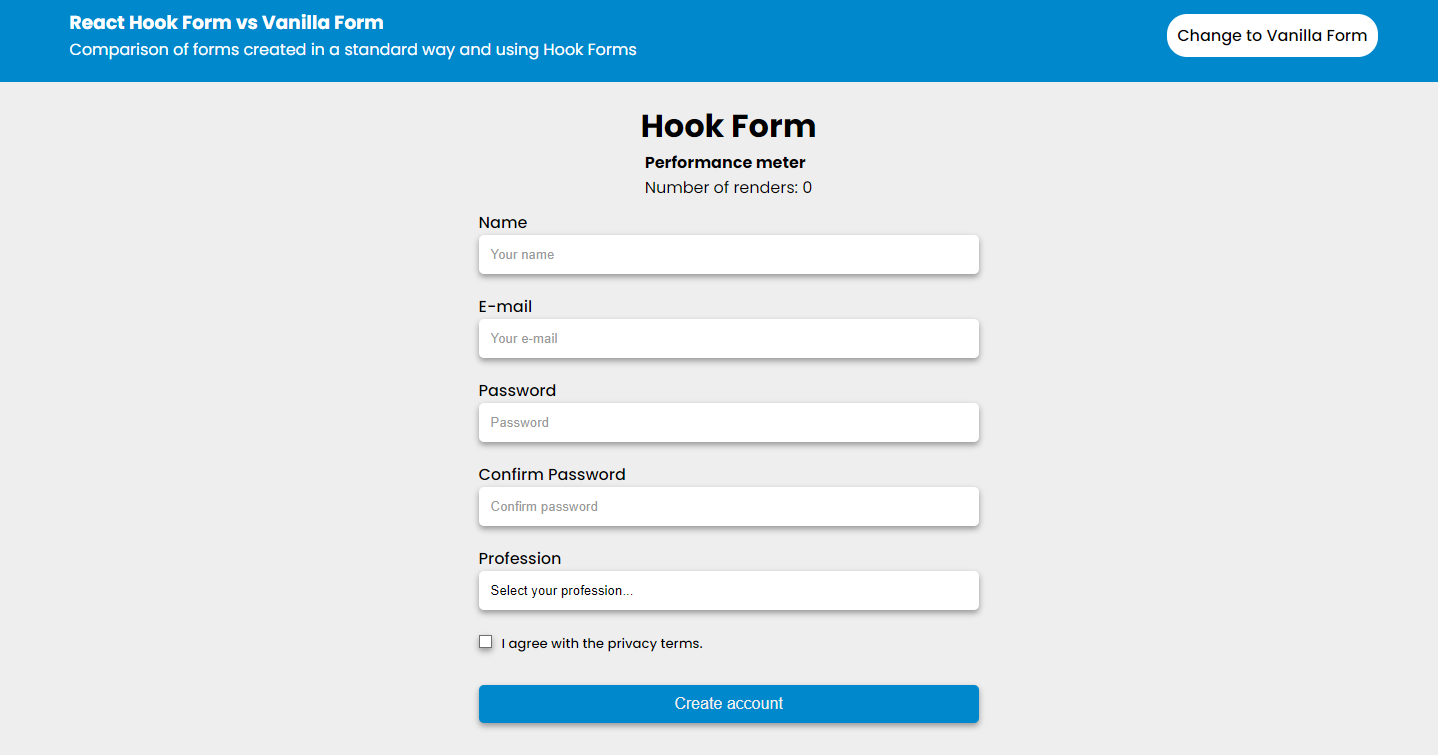 React Hook Form vs Vanilla Form
Comparison of forms created in a standard way and using Hook Forms
Change to Vanilla Form
Hook Form
Performance meter
Number of renders: 0
Name
Your name
E-mail
Your e-mail
Password
Password
Confirm Password
Confirm password
Profession
Select your profession...
I agree with the privacy terms.
Create account